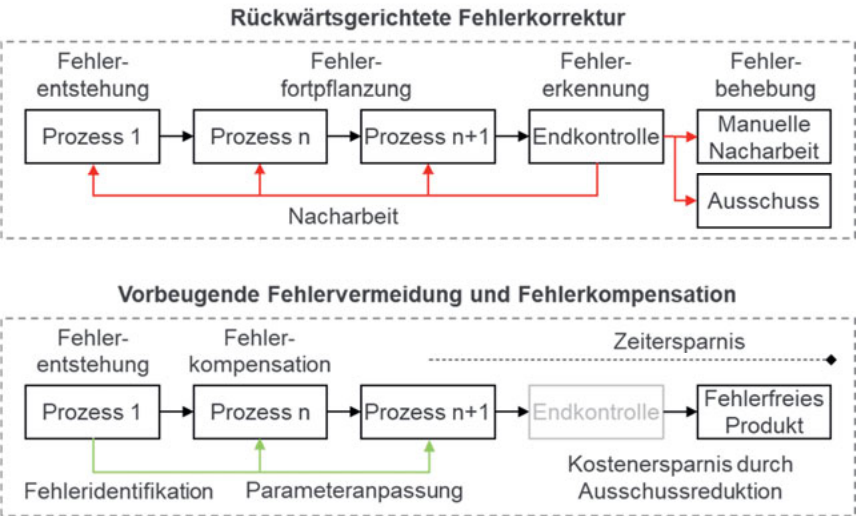 Rückwärtsgerichtete Fehlerkorrektur
Fehler-
entstehung
Fehler-
fortpflanzung
Fehler-
erkennung
Fehler-
behebung
Prozess 1
Prozess n
Prozess n+1
Endkontrolle
Manuelle
Nacharbeit
Nacharbeit
Ausschuss
Vorbeugende Fehlervermeidung und Fehlerkompensation
Fehler-
entstehung
Fehler-
kompensation
Zeitersparnis
Prozess 1
Prozess n
Prozess n+1
Endkontrolle
Fehlerfreies
Produkt
Fehleridentifikation
Parameteranpassung
Kostenersparnis durch
Ausschussreduktion